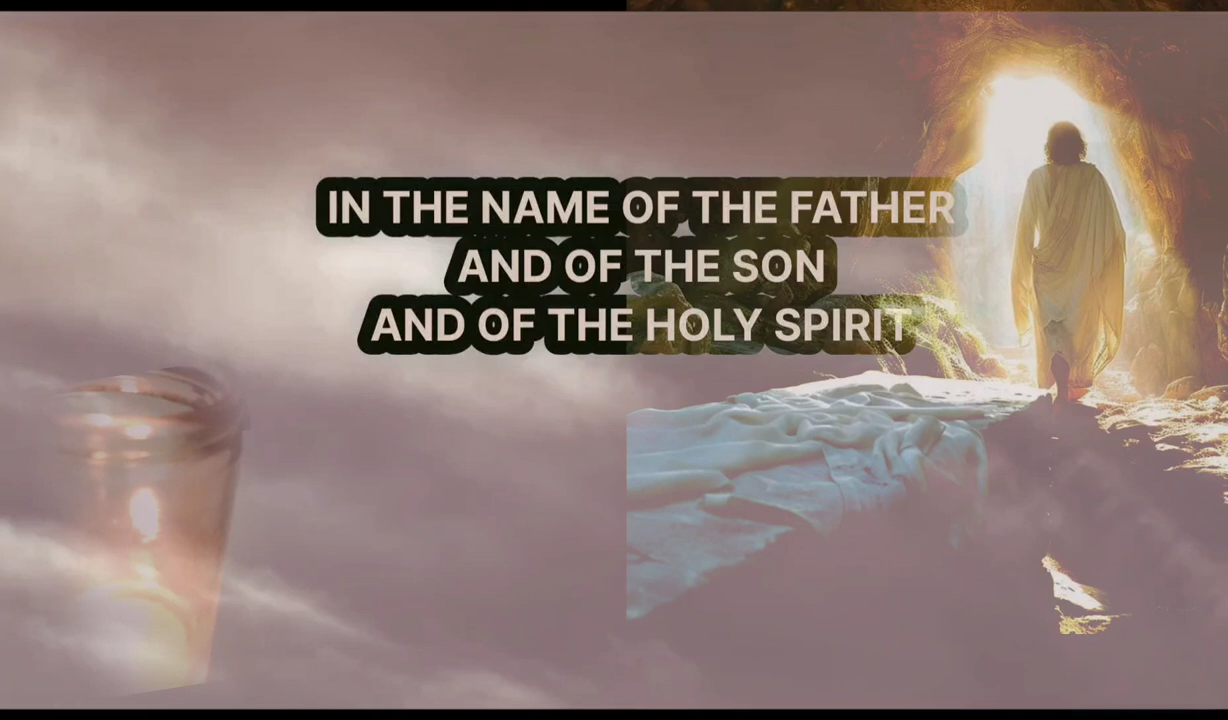 IN THE NAME OF THE FATHER
AND OF THE SON
AND OF THE HOLY SPIRIT